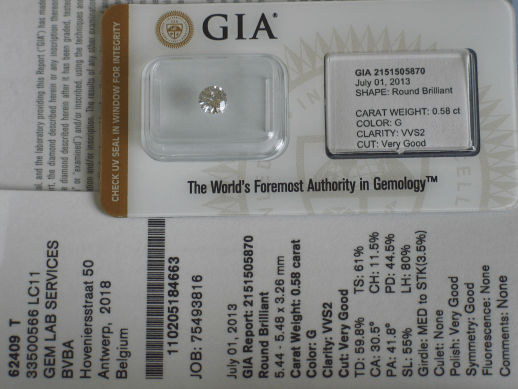 GIA®
GIA 2151505870
July 01, 2013
SHAPE: Round Brilliant
CARAT WEIGHT: 0.58 ct
COLOR: G
CLARITY: VVS2
CUT: Very Good
The World's Foremost Authority in Gemology™
CHECK UV SEAL IN WINDOW FOR INTEGRITY
62409 T
33500566 LC11
GEM LAB SERVICES
BVBA
Hoveniersstraat 50
Antwerp, 2018
Belgium
110205184663
JOB: 75493816
July 01, 2013
GIA Report: 2151505870
Round Brilliant
5.44 - 5.48 x 3.26 mm
Carat Weight: 0.58 carat
Color: G
Clarity: VVS2
Cut: Very Good
TD: 59.8% TS: 61%
CA: 30.5° CH: 11.5%
PA: 41.8° PD: 44.5%
SL: 55% LH: 80%
Girdle: MED to STK(3.5%)
Culet: None
Polish: Very Good
Symmetry: Good
Fluorescence: None
Comments: None